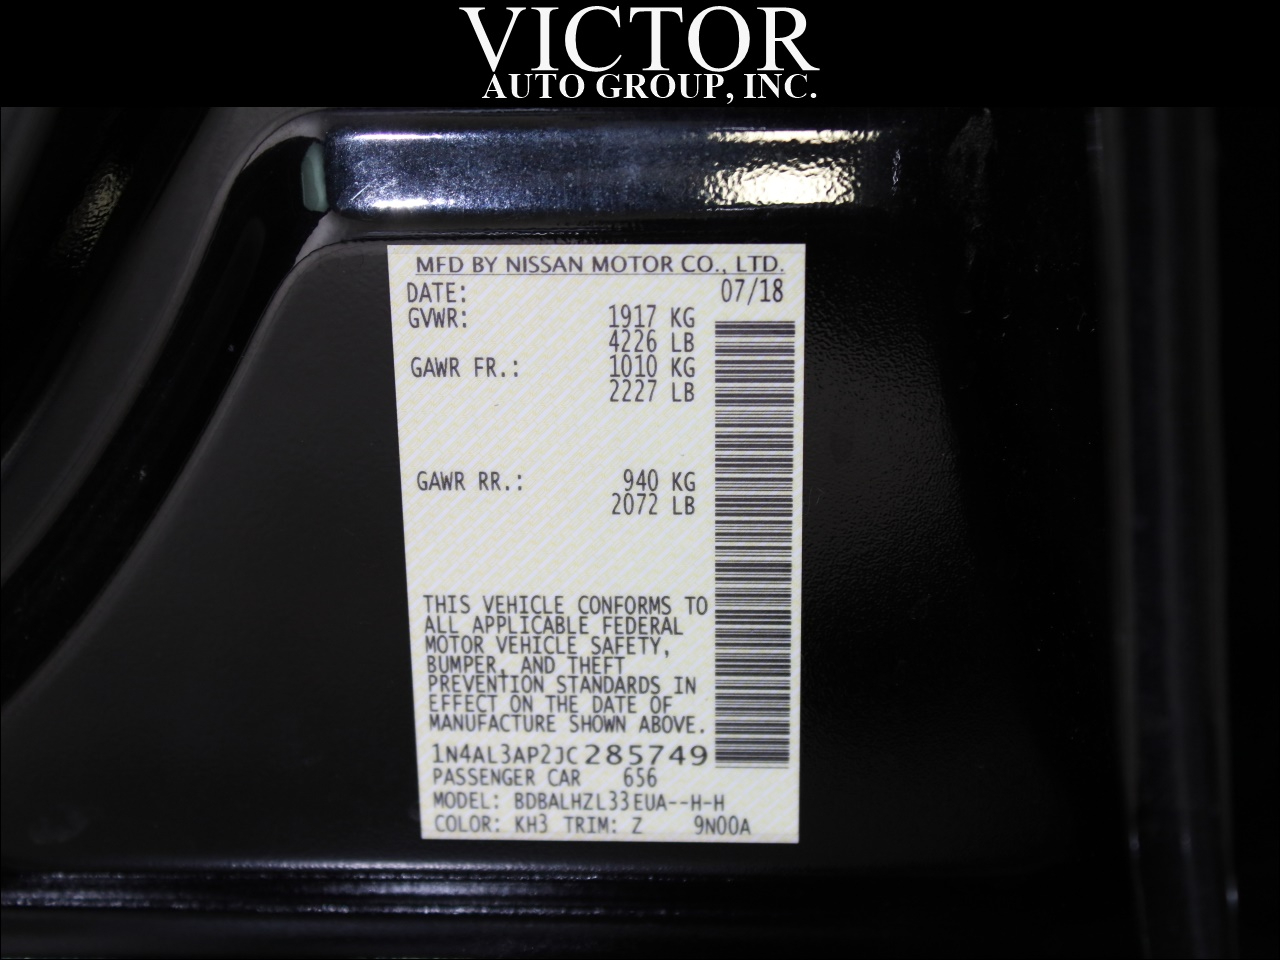 VICTOR
AUTO GROUP, INC.
MFD BY NISSAN MOTOR CO., LTD.
DATE: 07/18
GVWR: 1917 KG
4226 LB
GAWR FR.: 1010 KG
2227 LB
GAWR RR.: 940 KG
2072 LB
THIS VEHICLE CONFORMS TO
ALL APPLICABLE FEDERAL
MOTOR VEHICLE SAFETY,
BUMPER, AND THEFT
PREVENTION STANDARDS IN
EFFECT ON THE DATE OF
MANUFACTURE SHOWN ABOVE.
1N4AL3AP2JC285749
PASSENGER CAR 656
MODEL: BDBALHZL33EUA--H-H
COLOR: KH3 TRIM: Z 9N00A